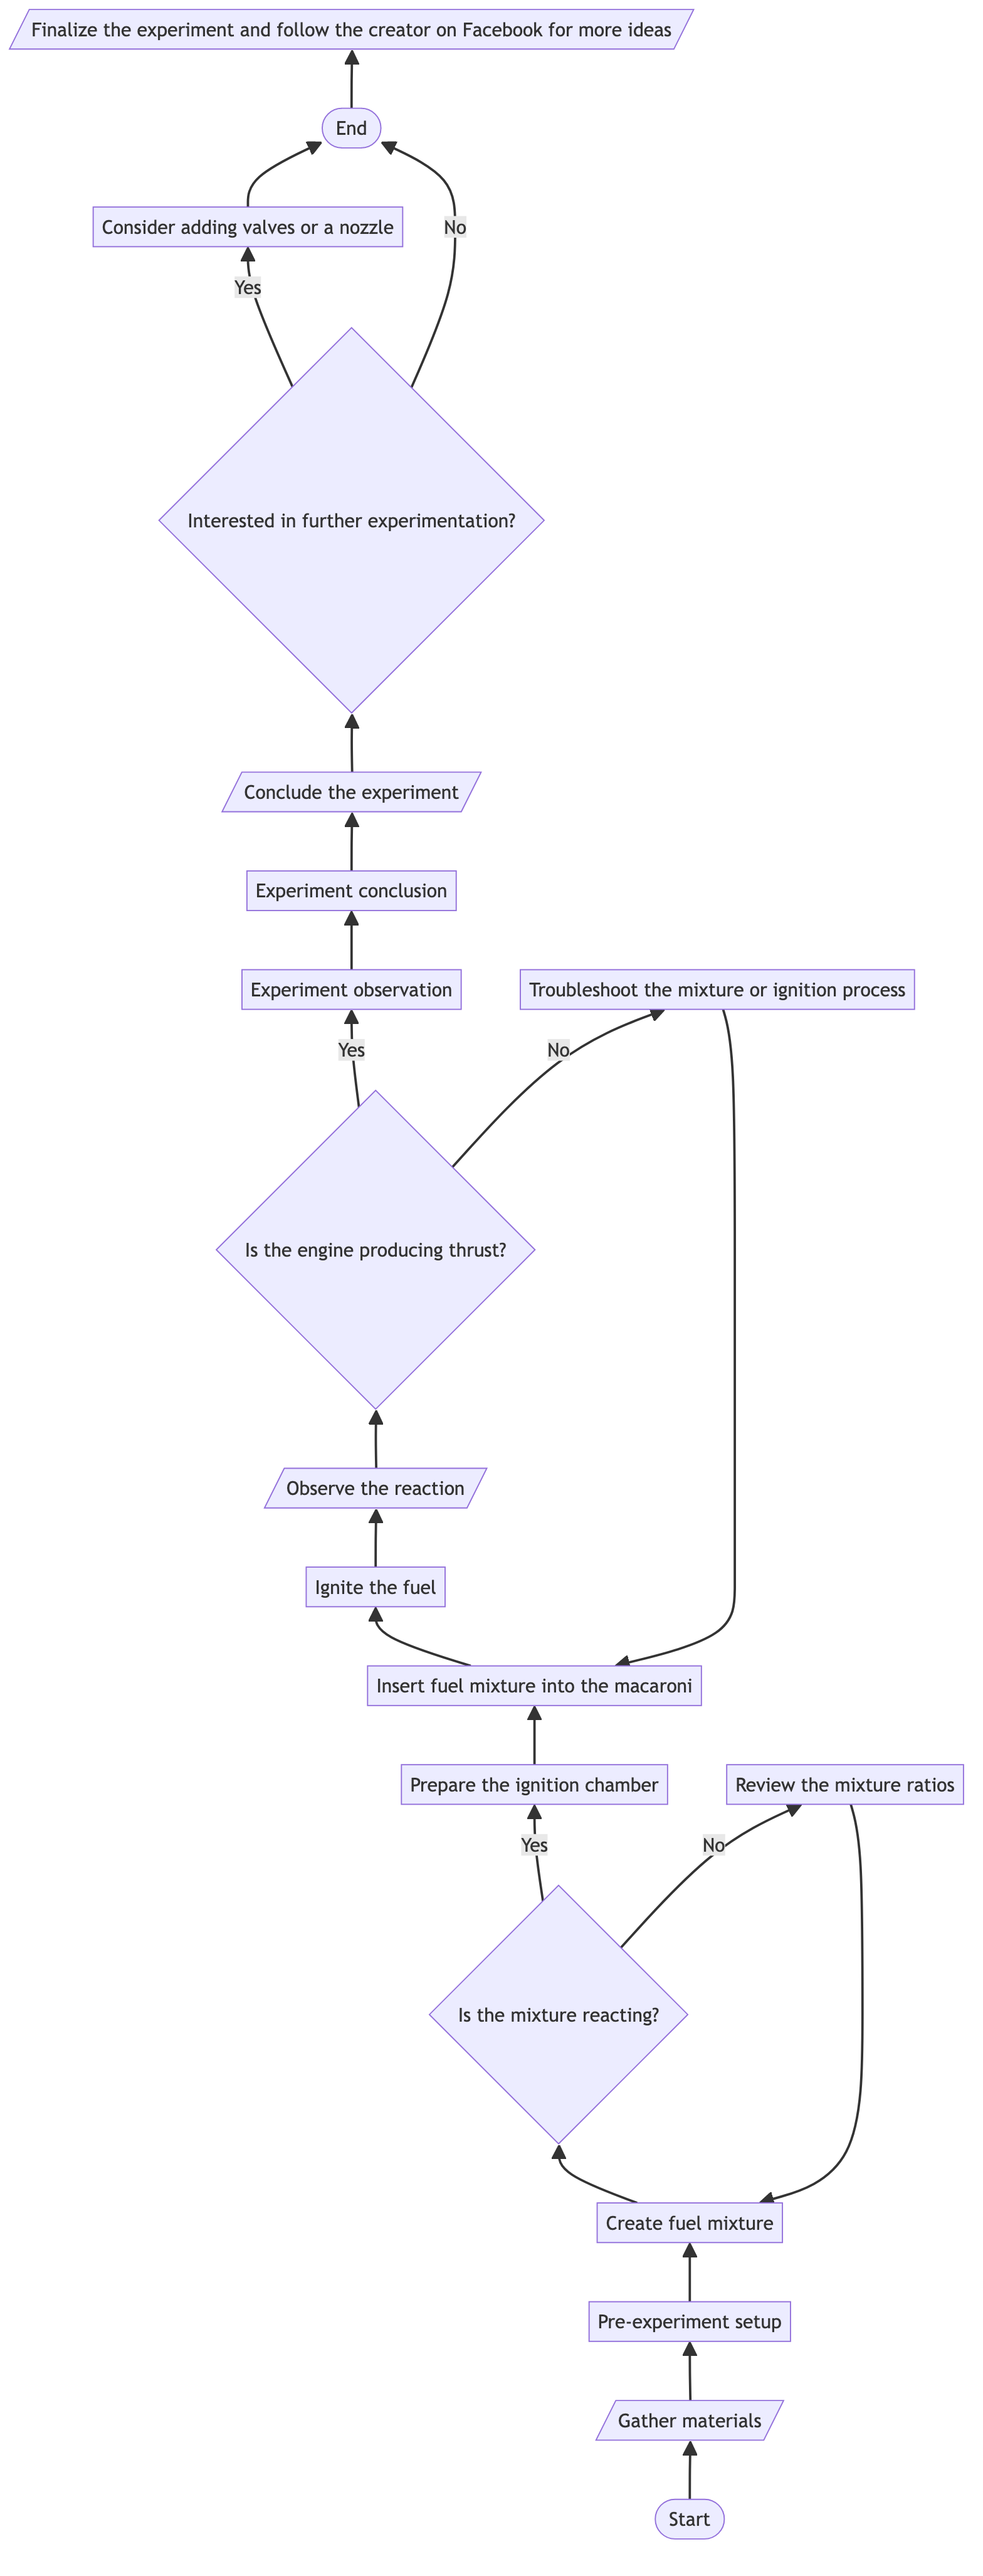 Finalize the experiment and follow the creator on Facebook for more ideas
End
Consider adding valves or a nozzle
No
Yes
Interested in further experimentation?
Conclude the experiment
Experiment conclusion
Experiment observation
Troubleshoot the mixture or ignition process
Yes
No
Is the engine producing thrust?
Observe the reaction
Ignite the fuel
Insert fuel mixture into the macaroni
Prepare the ignition chamber
Review the mixture ratios
Yes
No
Is the mixture reacting?
Create fuel mixture
Pre-experiment setup
Gather materials
Start